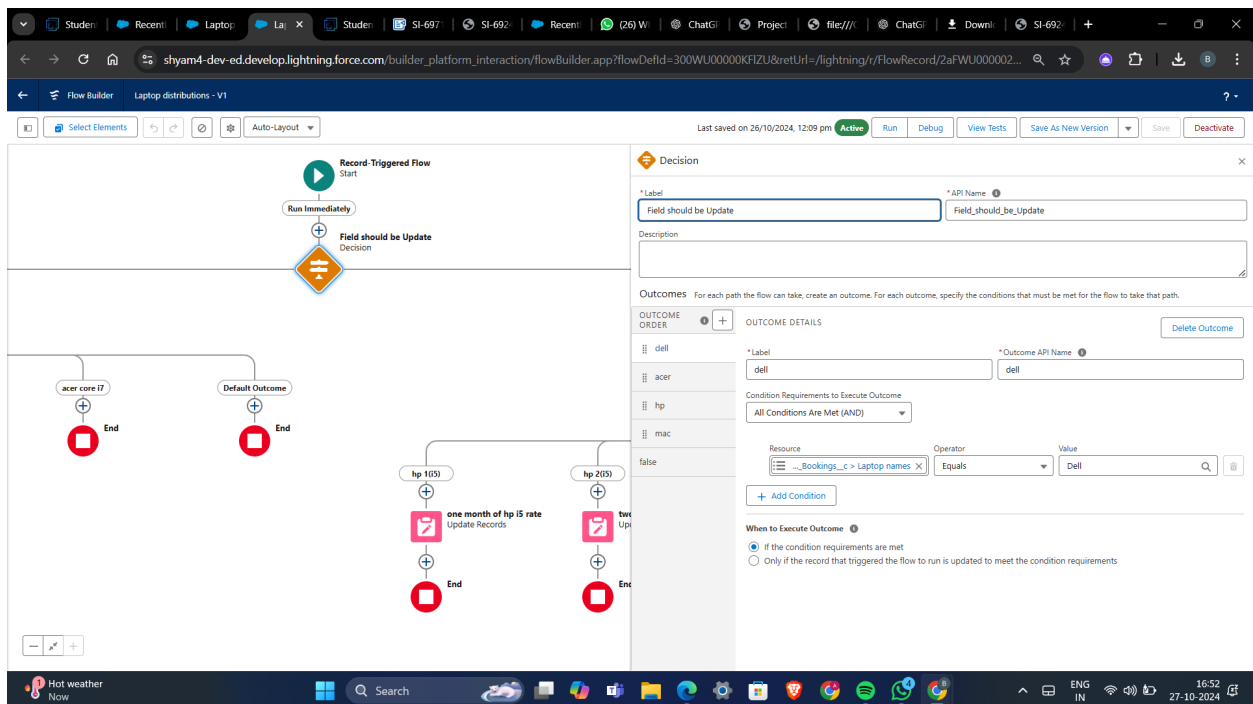 Studen
Recenti
Laptop
La
Studen
SI-697
SI-692
Recenti
(26) W
ChatGF
Project
file:///C
ChatGF
Downlo
SI-692
shyam4-dev-ed.develop.lightning.force.com/builder_platform_interaction/flowBuilder.app?flowDefId=300WU00000KFlZU&retUrl=/lightning/r/FlowRecord/2aFWU000002...
B
Flow Builder
Laptop distributions - V1
?
Select Elements
Auto-Layout
Last saved on 26/10/2024, 12:09 pm
Active
Run
Debug
View Tests
Save As New Version
Save
Deactivate
Record-Triggered Flow
Start
Run Immediately
Field should be Update
Decision
acer core i7
End
Default Outcome
End
hp 1(i5)
one month of hp i5 rate
Update Records
End
hp 2(i5)
two
Up
End
Decision
* Label
Field should be Update
* API Name
Field_should_be_Update
Description
Outcomes For each path the flow can take, create an outcome. For each outcome, specify the conditions that must be met for the flow to take that path.
OUTCOME
ORDER
dell
acer
hp
mac
false
OUTCOME DETAILS
Delete Outcome
* Label
dell
* Outcome API Name
dell
Condition Requirements to Execute Outcome
All Conditions Are Met (AND)
Resource
..._Bookings__c > Laptop names
Operator
Equals
Value
Dell
+ Add Condition
When to Execute Outcome
If the condition requirements are met
Only if the record that triggered the flow to run is updated to meet the condition requirements
1
Hot weather
Now
Search
4
B
ENG
IN
16:52
27-10-2024